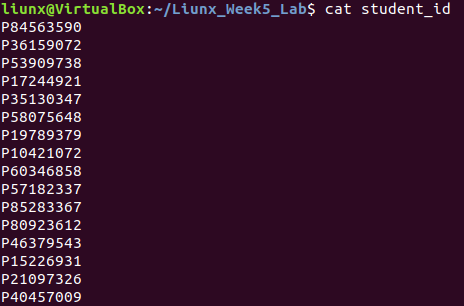 liunx@VirtualBox:~/Liunx_Week5_Lab$ cat student_id
P84563590
P36159072
P53909738
P17244921
P35130347
P58075648
P19789379
P10421072
P60346858
P57182337
P85283367
P80923612
P46379543
P15226931
P21097326
P40457009